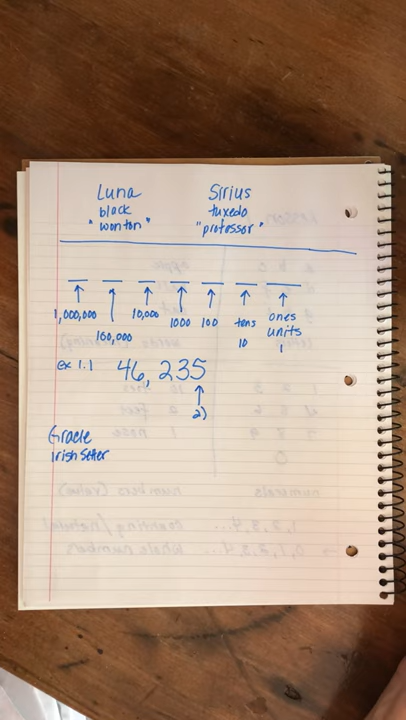 Luna Sirius
black tuxedo
"wonton" "professor"
1,000,000 100,000 10,000 1000 100 tens 10 ones units 1
ex 1.1 46,235
2)
Gracie
Irish Setter